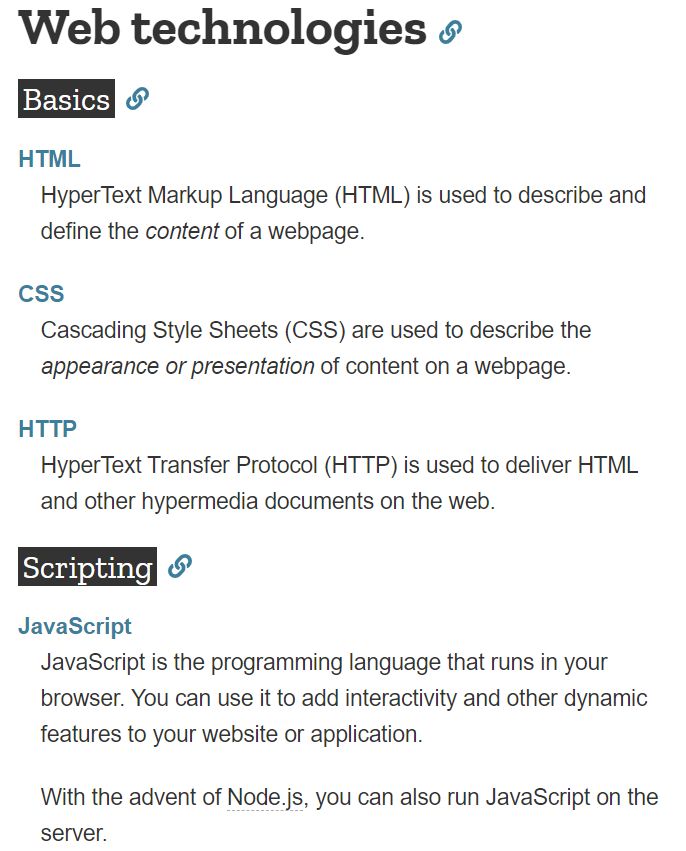 Web technologies
Basics
HTML
HyperText Markup Language (HTML) is used to describe and
define the content of a webpage.
CSS
Cascading Style Sheets (CSS) are used to describe the
appearance or presentation of content on a webpage.
HTTP
HyperText Transfer Protocol (HTTP) is used to deliver HTML
and other hypermedia documents on the web.
Scripting
JavaScript
JavaScript is the programming language that runs in your
browser. You can use it to add interactivity and other dynamic
features to your website or application.
With the advent of Node.js, you can also run JavaScript on the
server.